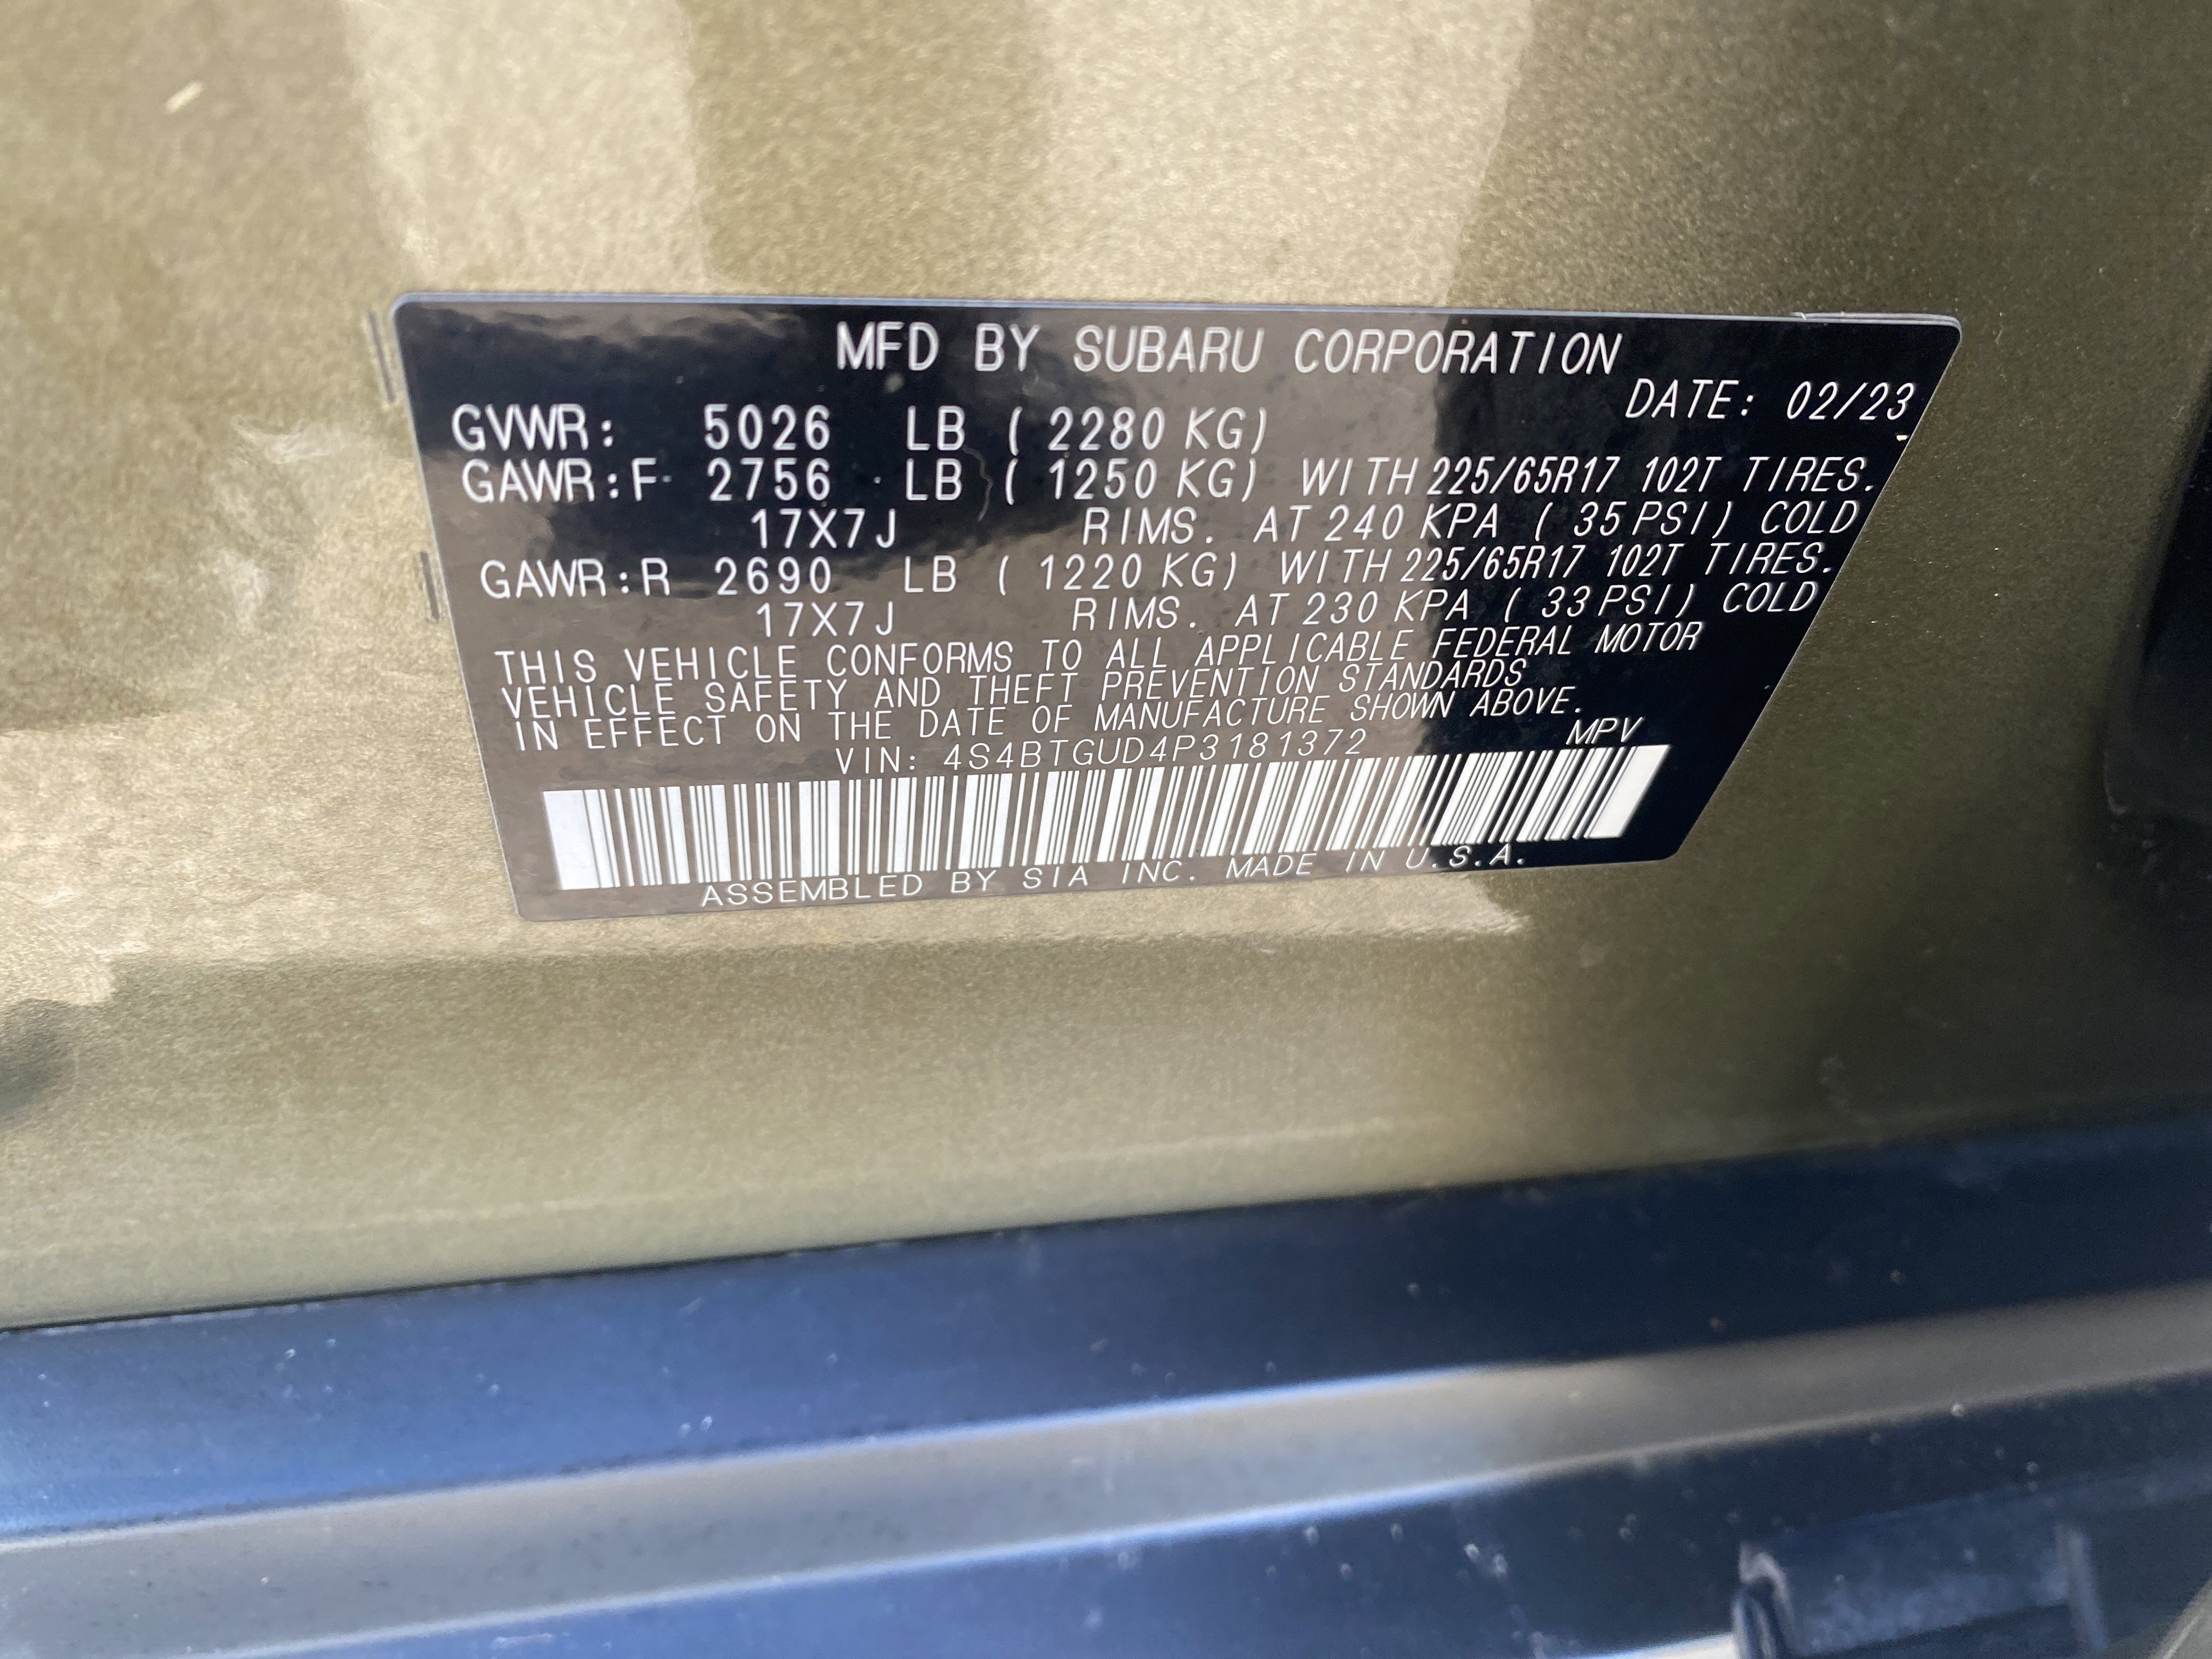 MFD BY SUBARU CORPORATION
DATE: 02/23
GVWR: 5026 LB ( 2280 KG)
GAWR:F 2756 LB ( 1250 KG) WITH 225/65R17 102T TIRES.
17X7J RIMS. AT 240 KPA ( 35 PSI) COLD
GAWR:R 2690 LB ( 1220 KG) WITH 225/65R17 102T TIRES.
17X7J RIMS. AT 230 KPA ( 33 PSI) COLD
THIS VEHICLE CONFORMS TO ALL APPLICABLE FEDERAL MOTOR
VEHICLE SAFETY AND THEFT PREVENTION STANDARDS
IN EFFECT ON THE DATE OF MANUFACTURE SHOWN ABOVE.
VIN: 4S4BTGUD4P3181372 MPV
ASSEMBLED BY SIA INC. MADE IN U.S.A.